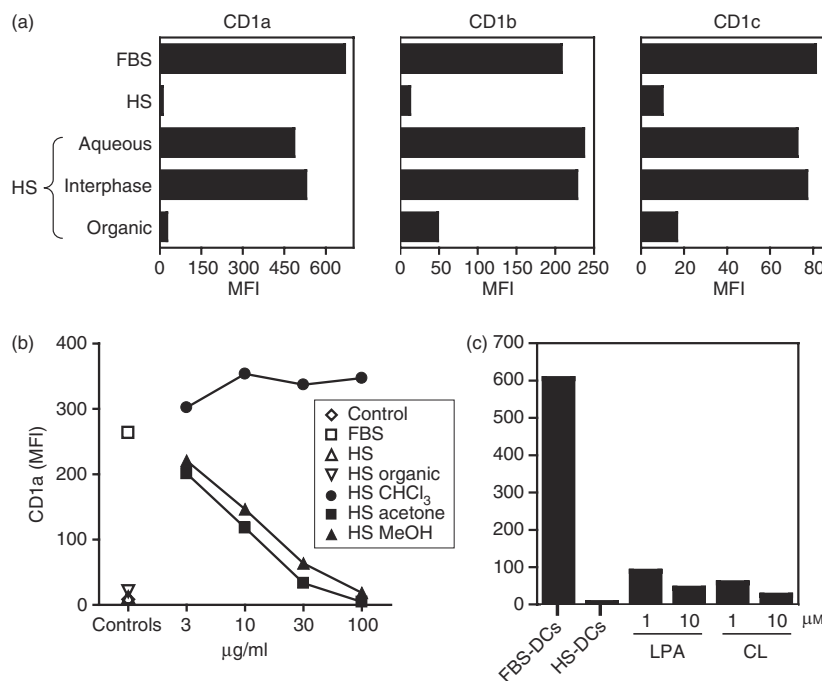 (a)
CD1a
CD1b
CD1c
FBS
HS
HS
Aqueous
Interphase
Organic
0 150 300 450 600
MFI
0 50 100 150 200 250
MFI
0 20 40 60 80
MFI
(b)
400
300
200
100
0
CD1a (MFI)
Controls 3 10 30 100
μg/ml
Control
FBS
HS
HS organic
HS CHCl₃
HS acetone
HS MeOH
(c)
700
600
500
400
300
200
100
0
FBS-DCs
HS-DCs
1 10 1 10 μM
LPA CL